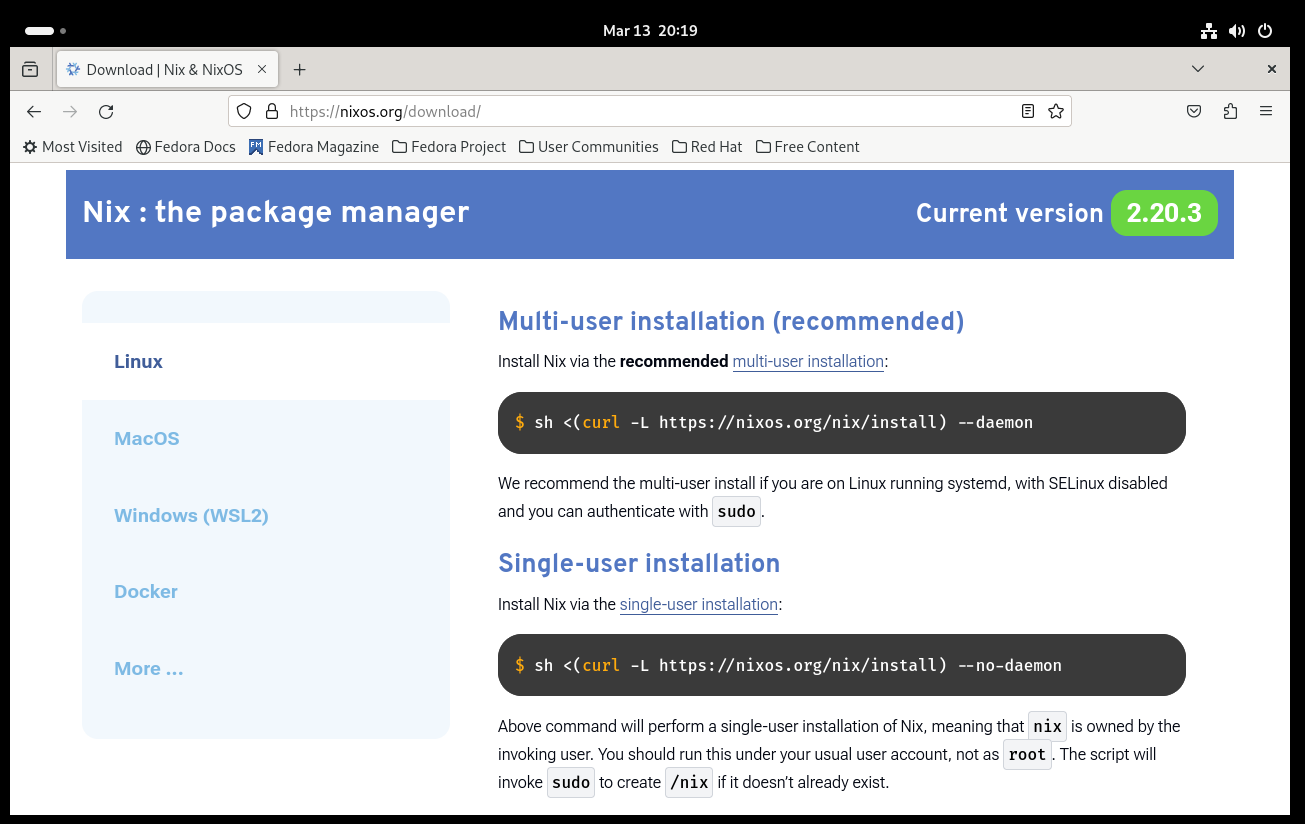 Mar 13  20:19
Download | Nix & NixOS
https://nixos.org/download/
Most Visited Fedora Docs Fedora Magazine Fedora Project User Communities Red Hat Free Content
Nix : the package manager
Current version 2.20.3
Linux
MacOS
Windows (WSL2)
Docker
More ...
Multi-user installation (recommended)
Install Nix via the recommended multi-user installation:
$ sh <(curl -L https://nixos.org/nix/install) --daemon
We recommend the multi-user install if you are on Linux running systemd, with SELinux disabled
and you can authenticate with sudo.
Single-user installation
Install Nix via the single-user installation:
$ sh <(curl -L https://nixos.org/nix/install) --no-daemon
Above command will perform a single-user installation of Nix, meaning that nix is owned by the
invoking user. You should run this under your usual user account, not as root. The script will
invoke sudo to create /nix if it doesn’t already exist.